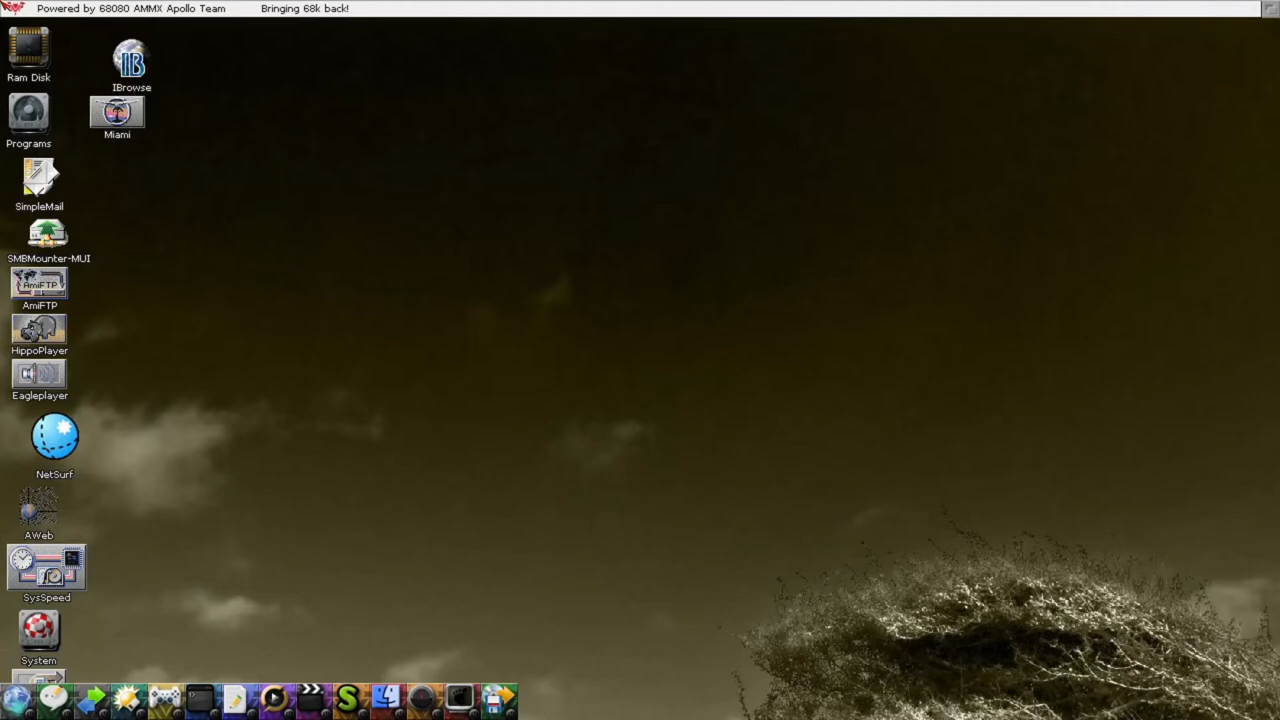 Powered by 68080 AMMX Apollo Team Bringing 68k back!
Ram Disk
IBrowse
Programs
Miami
SimpleMail
SMBMounter-MUI
AmiFTP
AmiFTP
HippoPlayer
Eagleplayer
NetSurf
AWeb
SysSpeed
System